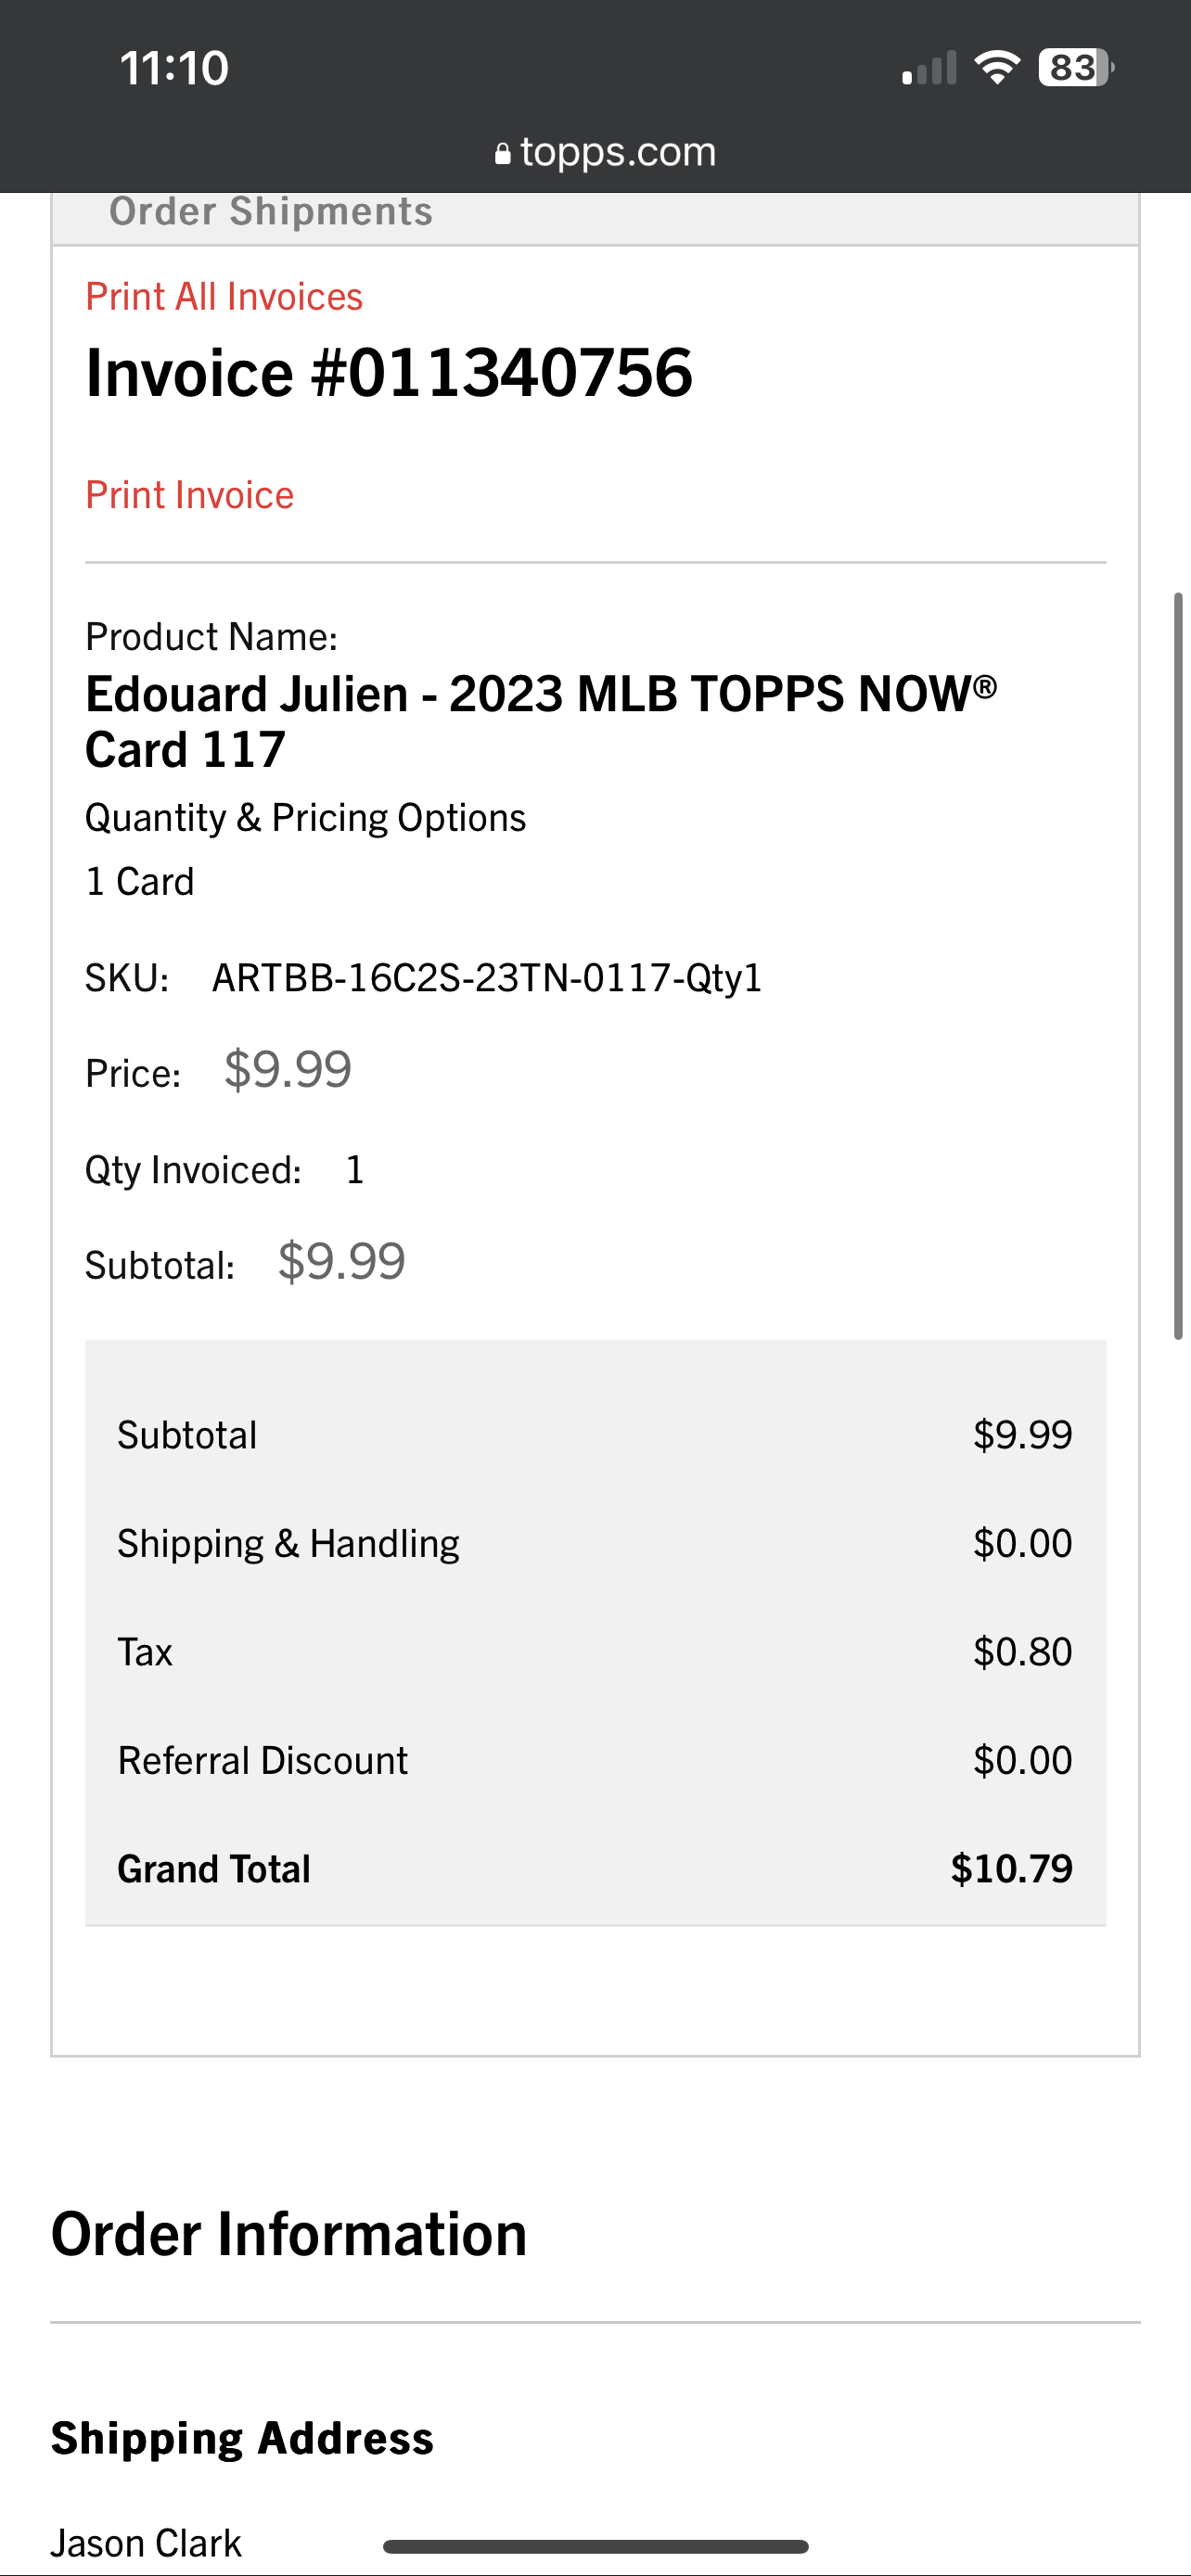 11:10
83
topps.com
Order Shipments
Print All Invoices
Invoice #011340756
Print Invoice
Product Name:
Edouard Julien - 2023 MLB TOPPS NOW®
Card 117
Quantity & Pricing Options
1 Card
SKU: ARTBB-16C2S-23TN-0117-Qty1
Price: $9.99
Qty Invoiced: 1
Subtotal: $9.99
Subtotal $9.99
Shipping & Handling $0.00
Tax $0.80
Referral Discount $0.00
Grand Total $10.79
Order Information
Shipping Address
Jason Clark